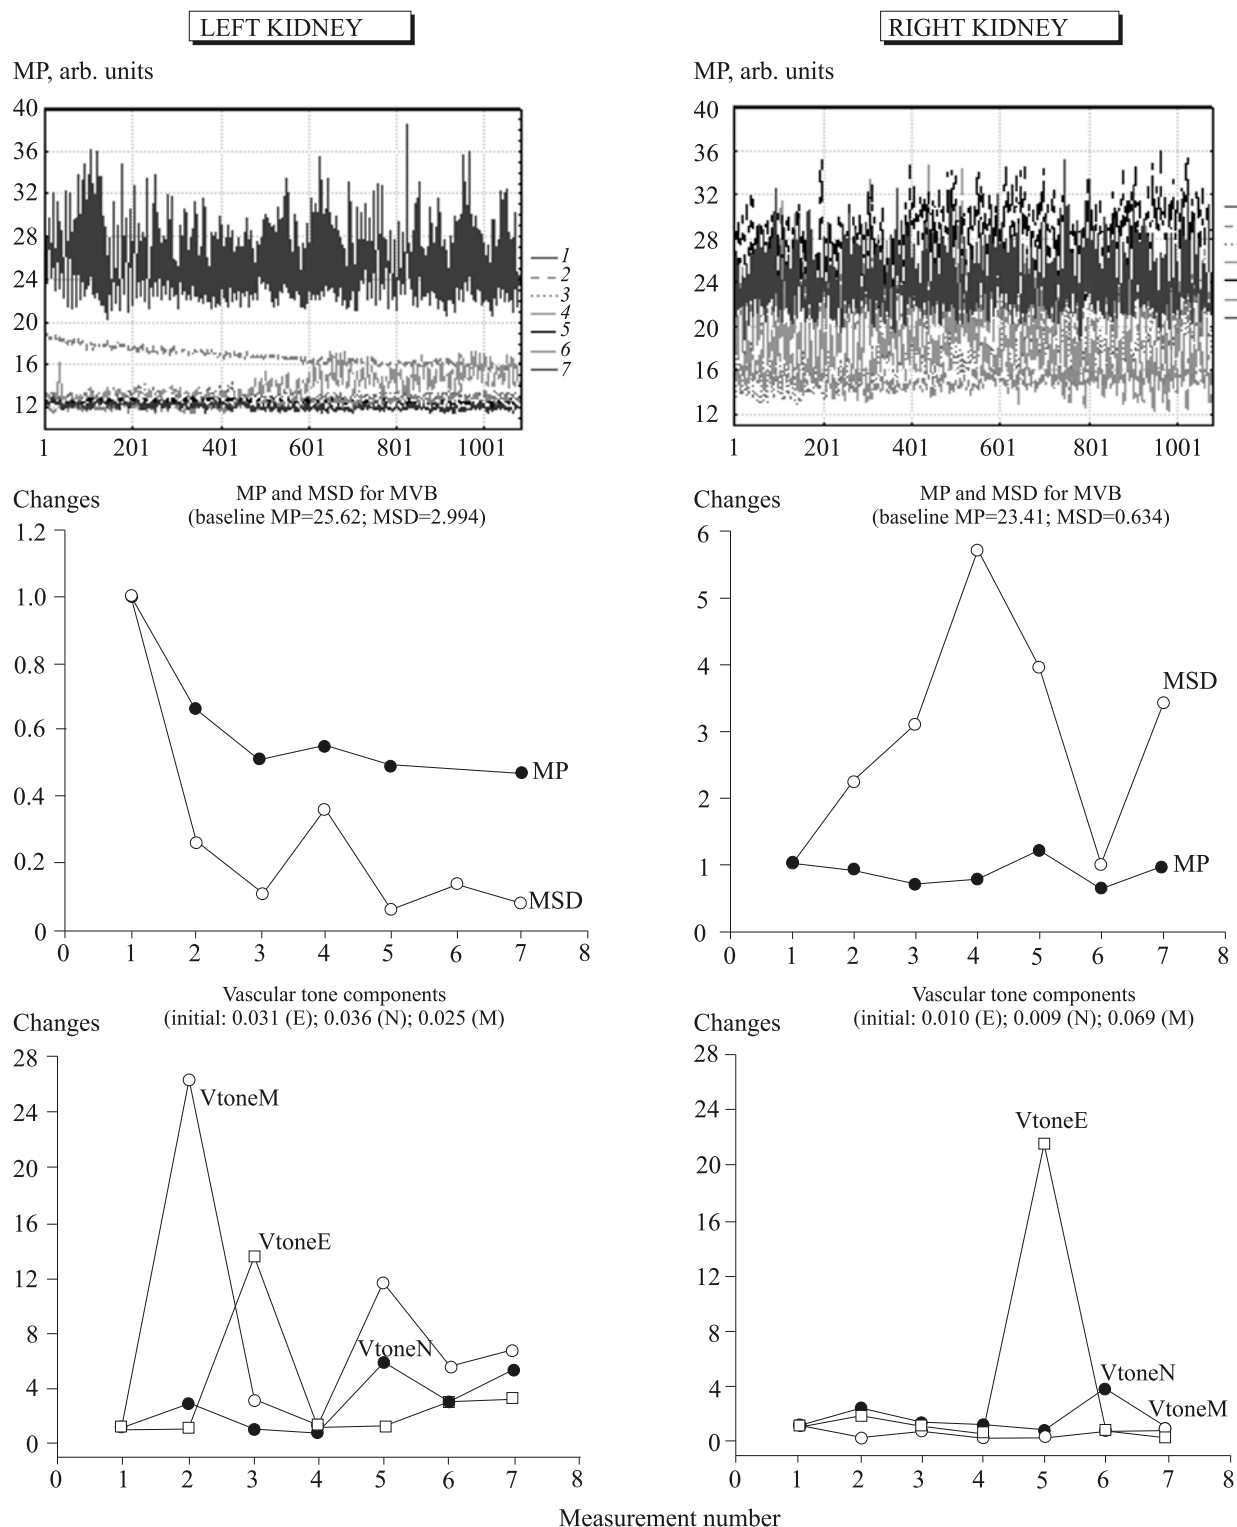 LEFT KIDNEY
RIGHT KIDNEY
MP, arb. units
MP, arb. units
40
36
32
28
24
20
16
12
1
201
401
601
801
1001
1
2
3
4
5
6
7
40
36
32
28
24
20
16
12
1
201
401
601
801
1001
Changes
MP and MSD for MVB
(baseline MP=25.62; MSD=2.994)
1.2
1.0
0.8
0.6
0.4
0.2
0
MP
MSD
0 1 2 3 4 5 6 7 8
Changes
MP and MSD for MVB
(baseline MP=23.41; MSD=0.634)
6
5
4
3
2
1
0
MSD
MP
0 1 2 3 4 5 6 7 8
Changes
Vascular tone components
(initial: 0.031 (E); 0.036 (N); 0.025 (M)
28
24
20
16
12
8
4
0
VtoneM
VtoneE
VtoneN
0 1 2 3 4 5 6 7 8
Changes
Vascular tone components
(initial: 0.010 (E); 0.009 (N); 0.069 (M)
28
24
20
16
12
8
4
0
VtoneE
VtoneN
VtoneM
0 1 2 3 4 5 6 7 8
Measurement number